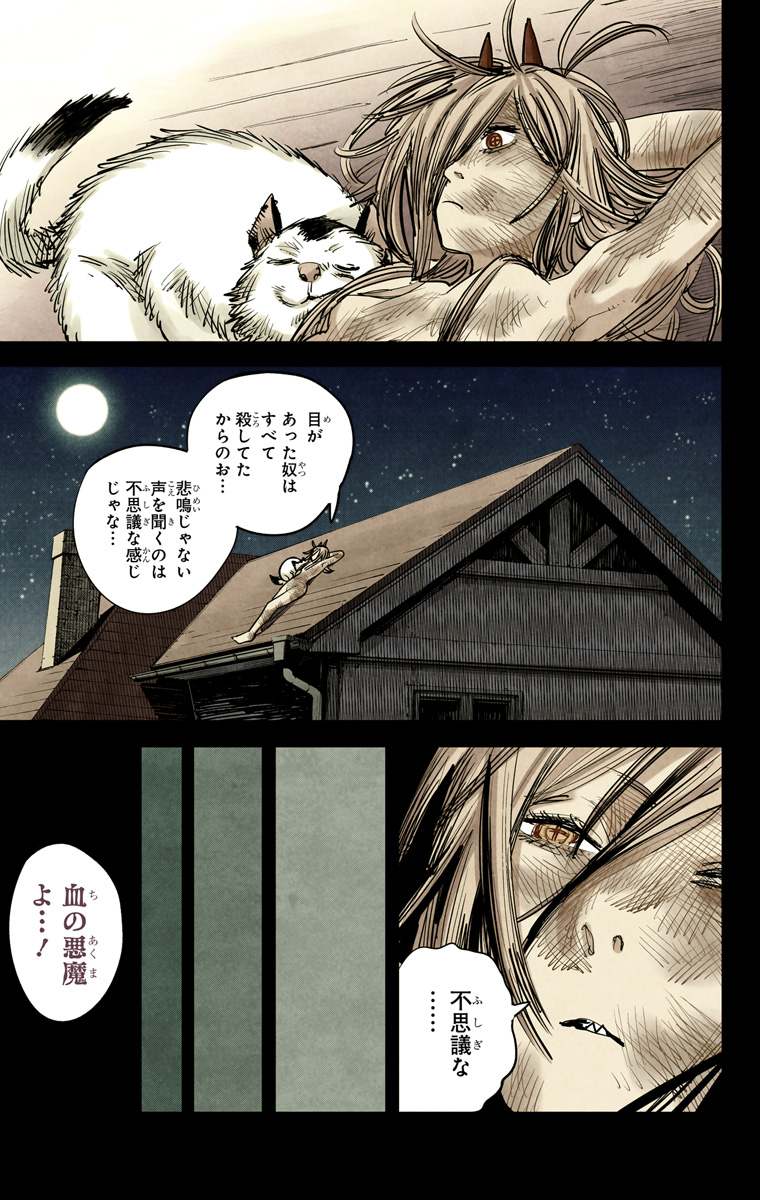 目が
あった奴は
すべて
殺してた
からのお…
悲鳴じゃない
声を聞くのは
不思議な感じ
じゃな…
不思議な
……
血の悪魔
よ…！